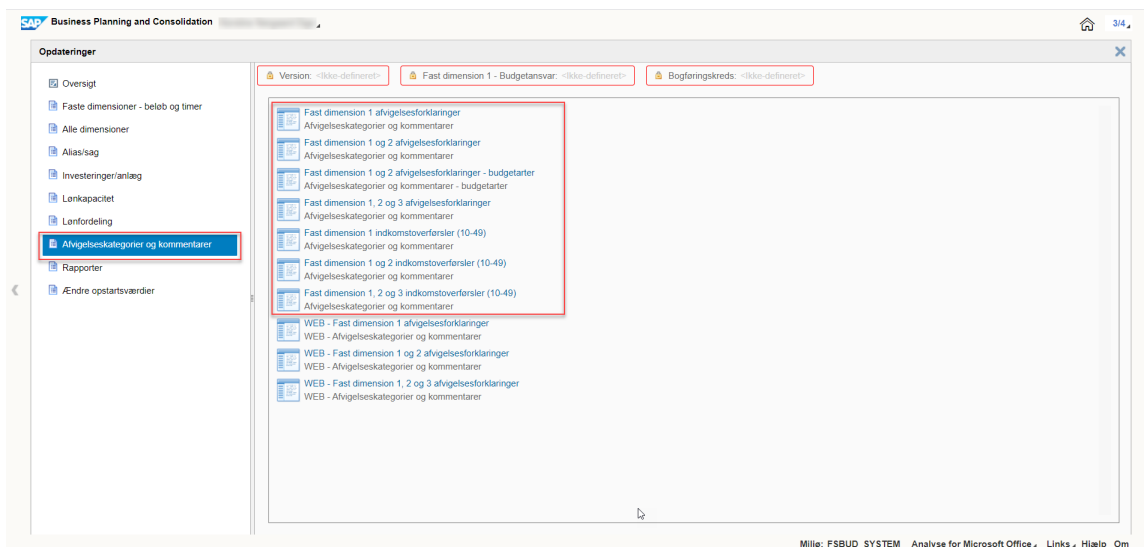 SAP Business Planning and Consolidation
3/4
Opdateringer
Oversigt
Faste dimensioner - beløb og timer
Alle dimensioner
Alias/sag
Investeringer/anlæg
Lønkapacitet
Lønfordeling
Afvigelseskategorier og kommentarer
Rapporter
Ændre opstartsværdier
Version: <Ikke-defineret> Fast dimension 1 - Budgetansvar: <Ikke-defineret> Bogføringskreds: <Ikke-defineret>
Fast dimension 1 afvigelsesforklaringer
Afvigelseskategorier og kommentarer
Fast dimension 1 og 2 afvigelsesforklaringer
Afvigelseskategorier og kommentarer
Fast dimension 1 og 2 afvigelsesforklaringer - budgetarter
Afvigelseskategorier og kommentarer - budgetarter
Fast dimension 1, 2 og 3 afvigelsesforklaringer
Afvigelseskategorier og kommentarer
Fast dimension 1 indkomstoverførsler (10-49)
Afvigelseskategorier og kommentarer
Fast dimension 1 og 2 indkomstoverførsler (10-49)
Afvigelseskategorier og kommentarer
Fast dimension 1, 2 og 3 indkomstoverførsler (10-49)
Afvigelseskategorier og kommentarer
WEB - Fast dimension 1 afvigelsesforklaringer
WEB - Afvigelseskategorier og kommentarer
WEB - Fast dimension 1 og 2 afvigelsesforklaringer
WEB - Afvigelseskategorier og kommentarer
WEB - Fast dimension 1, 2 og 3 afvigelsesforklaringer
WEB - Afvigelseskategorier og kommentarer
Miljø: FSBUD_SYSTEM Analyse for Microsoft Office Links Hjælp Om